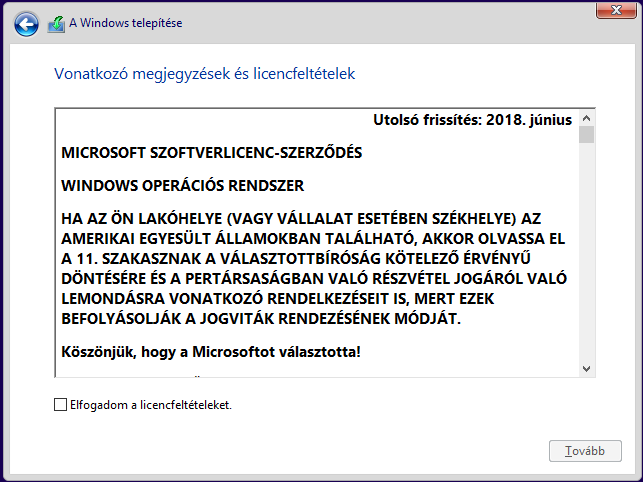 A Windows telepítése
Vonatkozó megjegyzések és licencfeltételek
Utolsó frissítés: 2018. június
MICROSOFT SZOFTVERLICENC-SZERZŐDÉS
WINDOWS OPERÁCIÓS RENDSZER
HA AZ ÖN LAKÓHELYE (VAGY VÁLLALAT ESETÉBEN SZÉKHELYE) AZ
AMERIKAI EGYESÜLT ÁLLAMOKBAN TALÁLHATÓ, AKKOR OLVASSA EL
A 11. SZAKASZNAK A VÁLASZTOTTBÍRÓSÁG KÖTELEZŐ ÉRVÉNYŰ
DÖNTÉSÉRE ÉS A PERTÁRSASÁGBAN VALÓ RÉSZVÉTEL JOGÁRÓL VALÓ
LEMONDÁSRA VONATKOZÓ RENDELKEZÉSEIT IS, MERT EZEK
BEFOLYÁSOLJÁK A JOGVITÁK RENDEZÉSÉNEK MÓDJÁT.
Köszönjük, hogy a Microsoftot választotta!
Elfogadom a licencfeltételeket.
Tovább